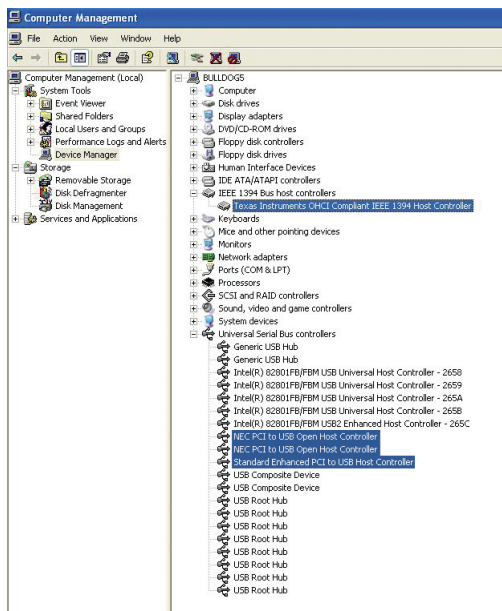 Computer Management
File Action View Window Help
Computer Management (Local)
System Tools
Event Viewer
Shared Folders
Local Users and Groups
Performance Logs and Alerts
Device Manager
Storage
Removable Storage
Disk Defragmenter
Disk Management
Services and Applications
BULLDOG5
Computer
Disk drives
Display adapters
DVD/CD-ROM drives
Floppy disk controllers
Floppy disk drives
Human Interface Devices
IDE ATA/ATAPI controllers
IEEE 1394 Bus host controllers
Texas Instruments OHCI Compliant IEEE 1394 Host Controller
Keyboards
Mice and other pointing devices
Monitors
Network adapters
Ports (COM & LPT)
Processors
SCSI and RAID controllers
Sound, video and game controllers
System devices
Universal Serial Bus controllers
Generic USB Hub
Generic USB Hub
Intel(R) 82801FB/FBM USB Universal Host Controller - 2658
Intel(R) 82801FB/FBM USB Universal Host Controller - 2659
Intel(R) 82801FB/FBM USB Universal Host Controller - 265A
Intel(R) 82801FB/FBM USB Universal Host Controller - 265B
Intel(R) 82801FB/FBM USB2 Enhanced Host Controller - 265C
NEC PCI to USB Open Host Controller
NEC PCI to USB Open Host Controller
Standard Enhanced PCI to USB Host Controller
USB Composite Device
USB Composite Device
USB Root Hub
USB Root Hub
USB Root Hub
USB Root Hub
USB Root Hub
USB Root Hub
USB Root Hub
USB Root Hub